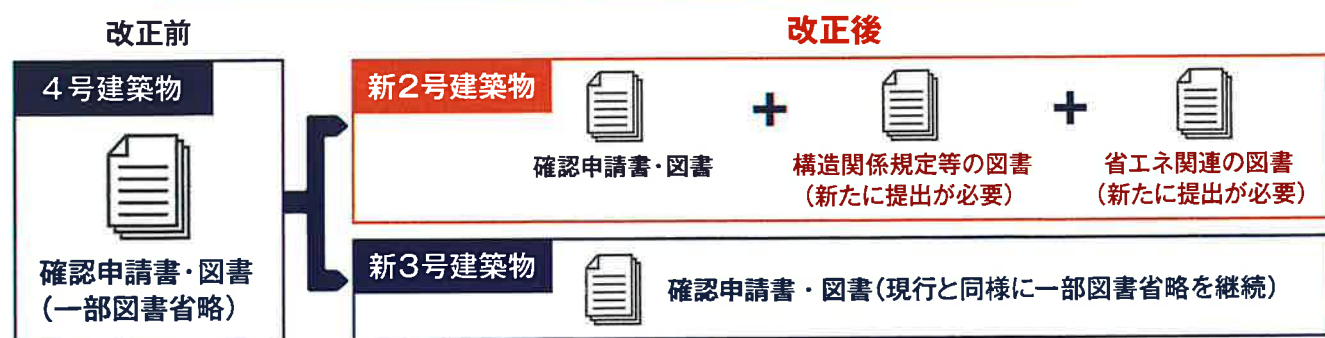 改正前
改正後
4号建築物
確認申請書・図書
(一部図書省略)
新2号建築物
確認申請書・図書
+
構造関係規定等の図書
(新たに提出が必要)
+
省エネ関連の図書
(新たに提出が必要)
新3号建築物
確認申請書・図書(現行と同様に一部図書省略を継続)